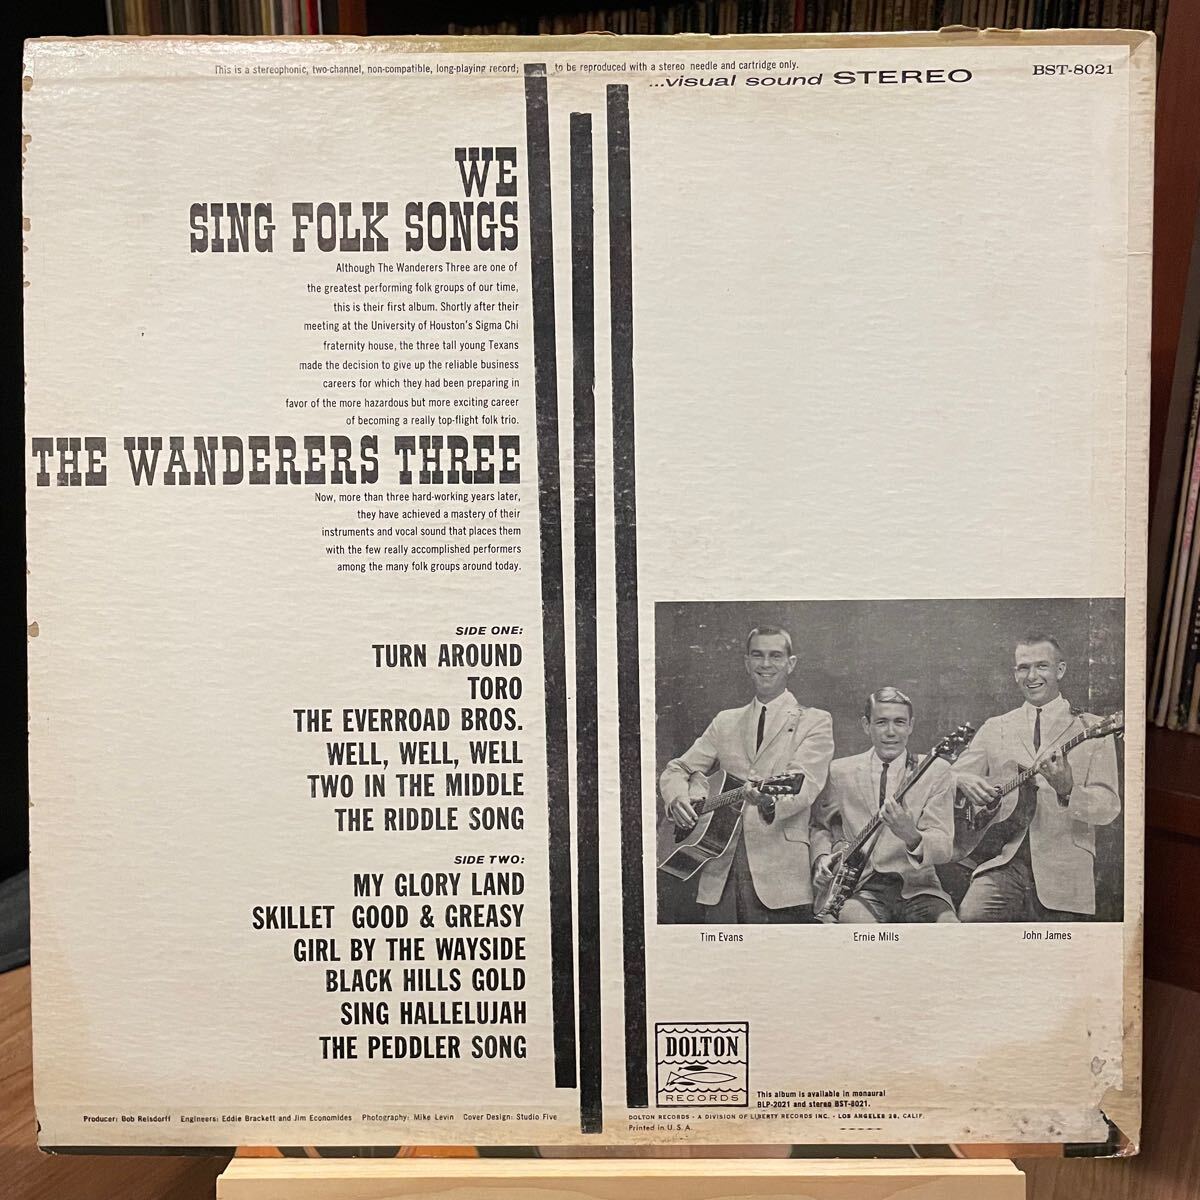 This is a stereophonic, two-channel, non-compatible, long-playing record; to be reproduced with a stereo needle and cartridge only.
...visual sound STEREO
BST-8021
WE
SING FOLK SONGS
Although The Wanderers Three are one of
the greatest performing folk groups of our time,
this is their first album. Shortly after their
meeting at the University of Houston's Sigma Chi
fraternity house, the three tall young Texans
made the decision to give up the reliable business
careers for which they had been preparing in
favor of the more hazardous but more exciting career
of becoming a really top-flight folk trio.
THE WANDERERS THREE
Now, more than three hard-working years later,
they have achieved a mastery of their
instruments and vocal sound that places them
with the few really accomplished performers
among the many folk groups around today.
SIDE ONE:
TURN AROUND
TORO
THE EVERROAD BROS.
WELL, WELL, WELL
TWO IN THE MIDDLE
THE RIDDLE SONG
SIDE TWO:
MY GLORY LAND
SKILLET GOOD & GREASY
GIRL BY THE WAYSIDE
BLACK HILLS GOLD
SING HALLELUJAH
THE PEDDLER SONG
Producer: Bob Reisdorff Engineers: Eddie Brackett and Jim Economides Photography: Mike Levin Cover Design: Studio Five
Tim Evans
Ernie Mills
John James
DOLTON
RECORDS
This album is available in monaural
BLP-2021 and stereo BST-8021.
DOLTON RECORDS - A DIVISION OF LIBERTY RECORDS INC. - LOS ANGELES 28, CALIF.
Printed in U.S.A.